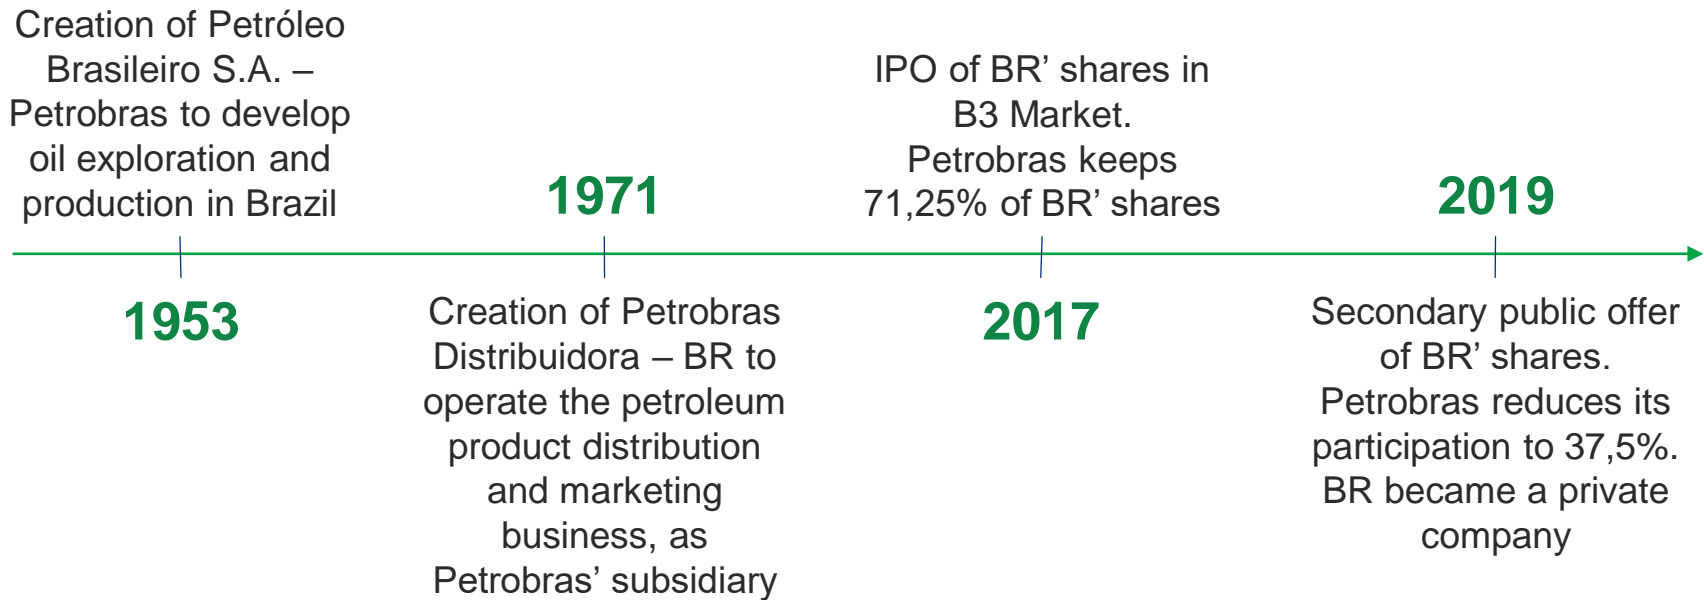 Creation of Petróleo
Brasileiro S.A. –
Petrobras to develop
oil exploration and
production in Brazil
1953
1971
Creation of Petrobras
Distribuidora – BR to
operate the petroleum
product distribution
and marketing
business, as
Petrobras’ subsidiary
IPO of BR’ shares in
B3 Market.
Petrobras keeps
71,25% of BR’ shares
2017
2019
Secondary public offer
of BR’ shares.
Petrobras reduces its
participation to 37,5%.
BR became a private
company